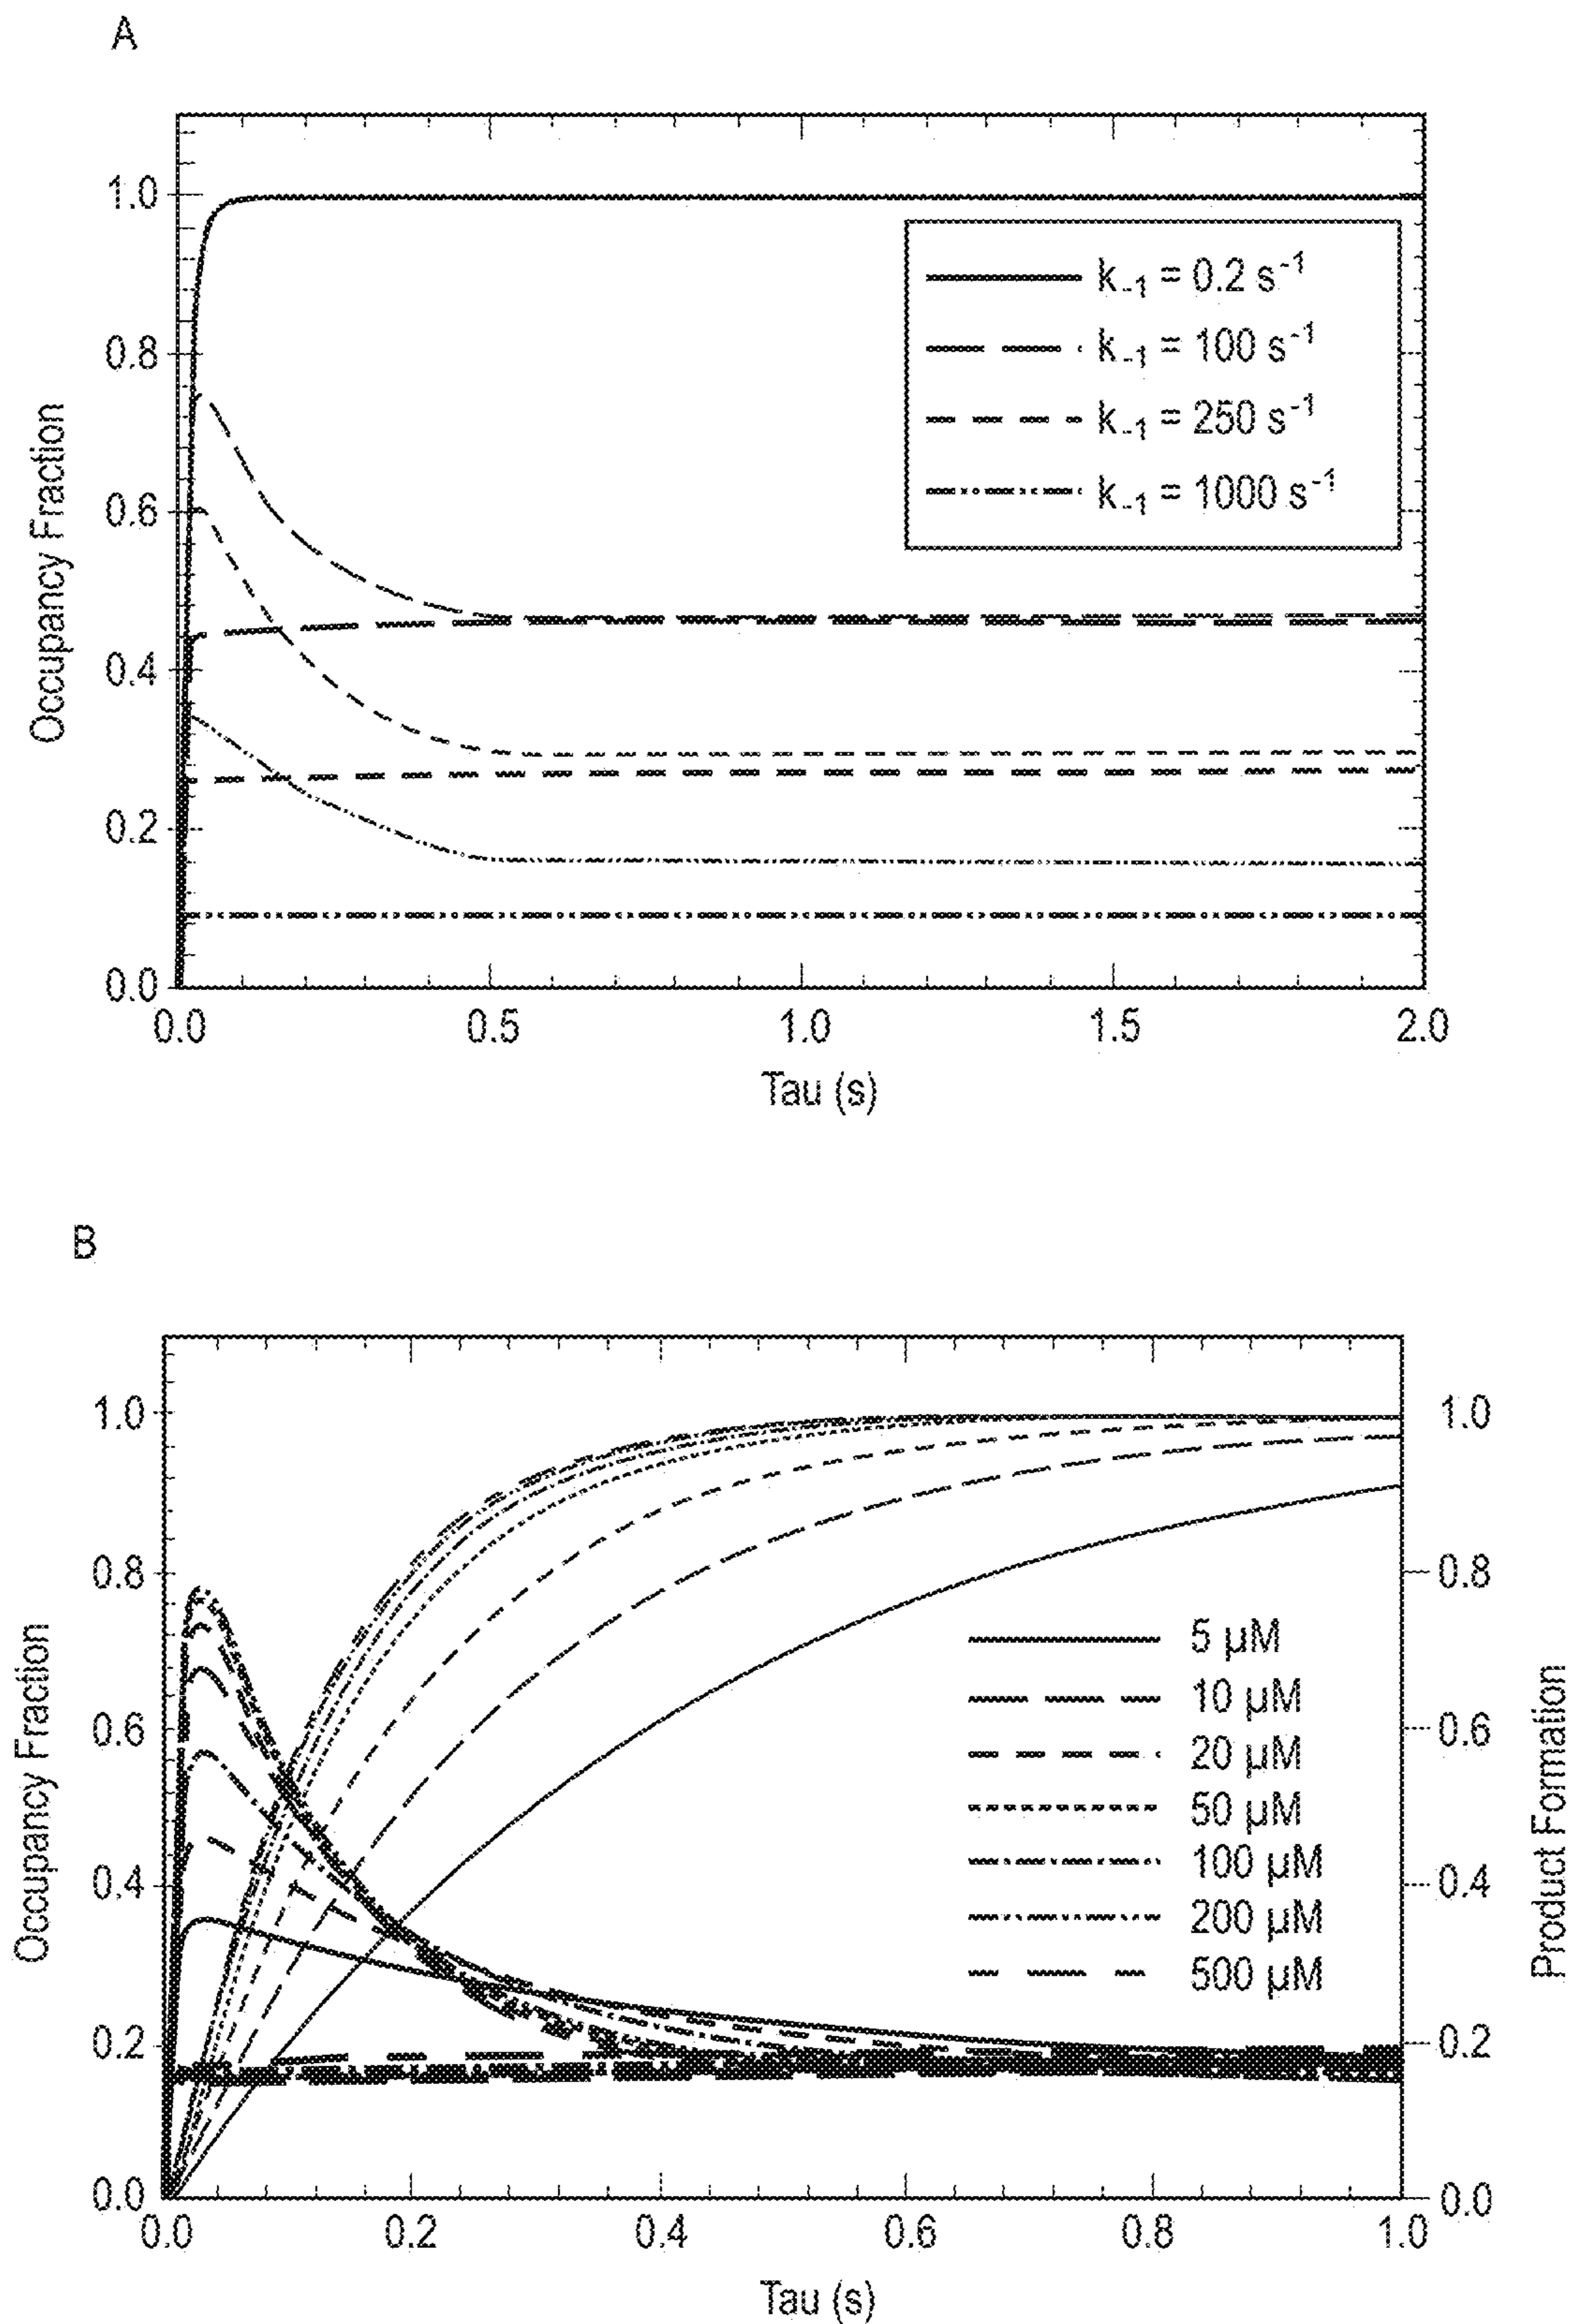 A
Occupancy Fraction
1.0
0.8
0.6
0.4
0.2
0.0
k-1 = 0.2 s-1
k-1 = 100 s-1
k-1 = 250 s-1
k-1 = 1000 s-1
0.0 0.5 1.0 1.5 2.0
Tau (s)
B
Occupancy Fraction
1.0
0.8
0.6
0.4
0.2
0.0
5 µM
10 µM
20 µM
50 µM
100 µM
200 µM
500 µM
1.0
0.8
0.6
0.4
0.2
0.0
Product Formation
0.0 0.2 0.4 0.6 0.8 1.0
Tau (s)